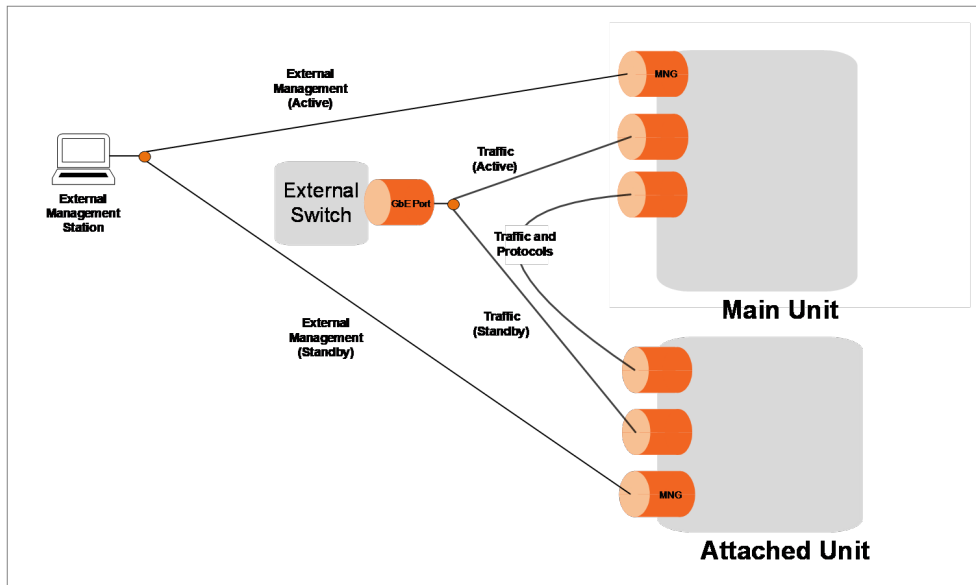 External
Management
(Active)
MNG
Traffic
(Active)
External
Switch
GbE Port
External
Management
Station
Traffic and
Protocols
Main Unit
External
Management
(Standby)
Traffic
(Standby)
MNG
Attached Unit